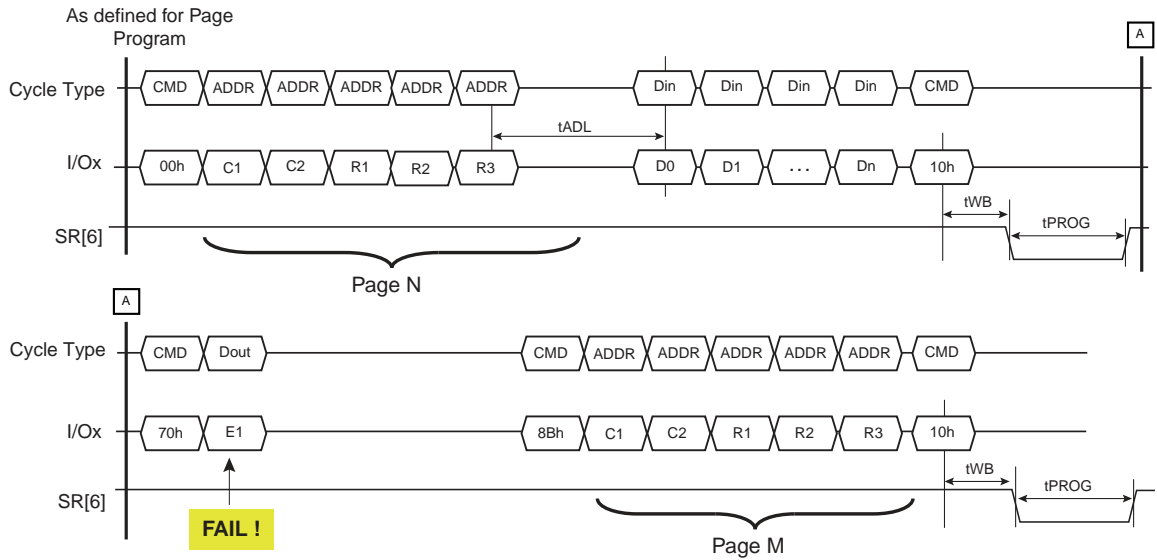 As defined for Page
Program
A
Cycle Type
CMD ADDR ADDR ADDR ADDR ADDR Din Din Din Din CMD
tADL
I/Ox
00h C1 C2 R1 R2 R3 D0 D1 ... Dn 10h
tWB
tPROG
SR[6]
Page N
A
Cycle Type
CMD Dout CMD ADDR ADDR ADDR ADDR ADDR CMD
I/Ox
70h E1 8Bh C1 C2 R1 R2 R3 10h
tWB
tPROG
SR[6]
FAIL !
Page M